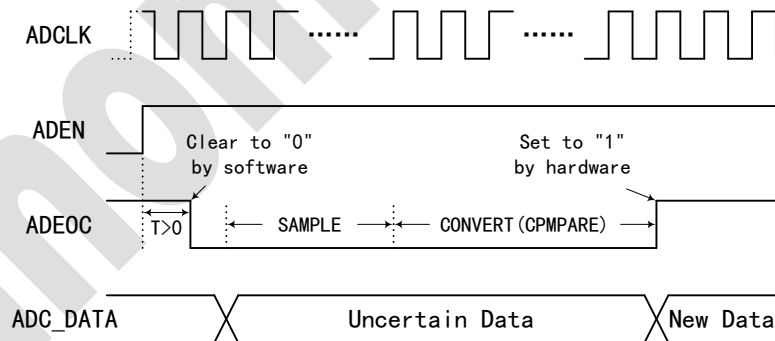 ADCLK
······
······
ADEN
Clear to "0"
by software
Set to "1"
by hardware
ADEOC
T>0
SAMPLE
CONVERT(CPMPARE)
ADC_DATA
Uncertain Data
New Data